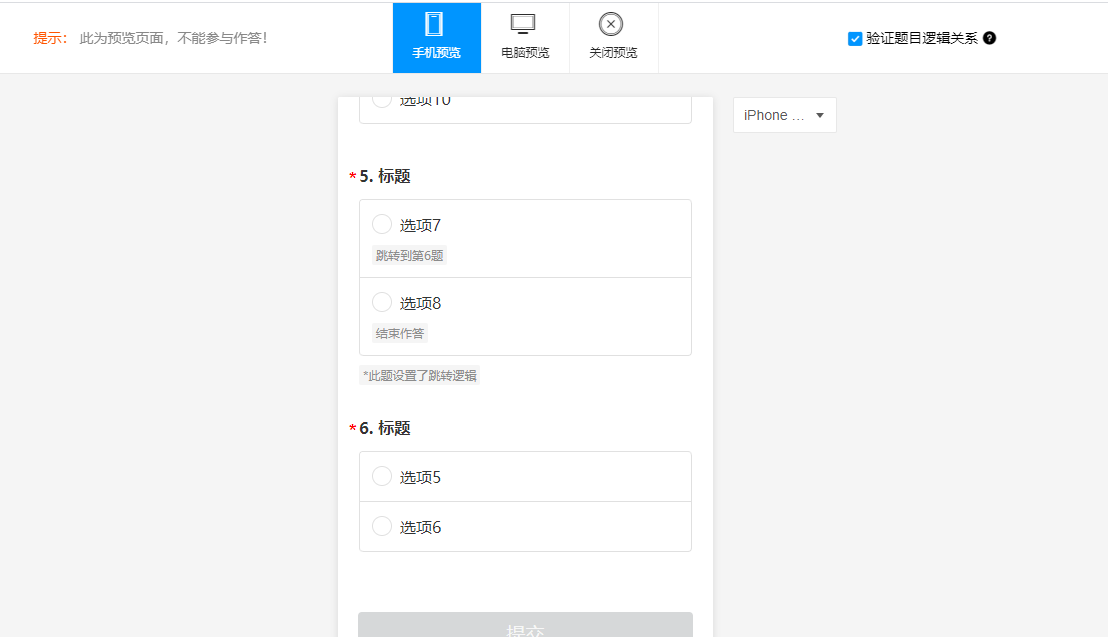 提示： 此为预览页面，不能参与作答！
手机预览
电脑预览
关闭预览
验证题目逻辑关系
iPhone ...
选项10
*5. 标题
选项7
跳转到第6题
选项8
结束作答
*此题设置了跳转逻辑
*6. 标题
选项5
选项6
提交